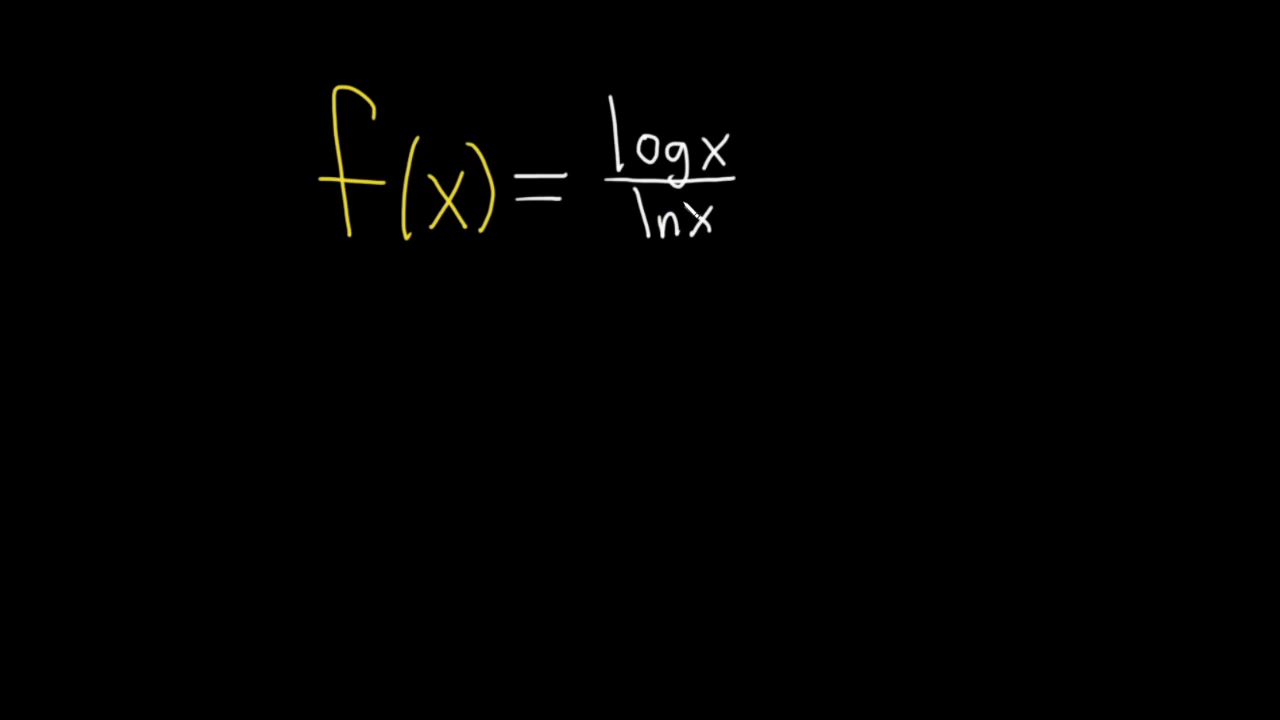 f(x) = log x / ln x